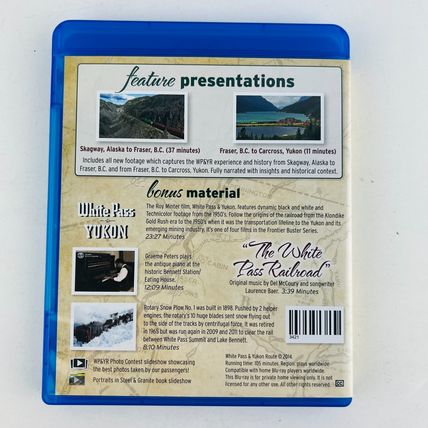 feature presentations
Skagway, Alaska to Fraser, B.C. (37 minutes)
Fraser, B.C. to Carcross, Yukon (11 minutes)
Includes all new footage which captures the WP&YR experience and history from Skagway, Alaska to
Fraser, B.C. and from Fraser, B.C. to Carcross, Yukon. Fully narrated with insights and historical context.
bonus material
White Pass
&
YUKON
The Roy Minter film, White Pass & Yukon, features dynamic black and white and
Technicolor footage from the 1950's. Follow the origins of the railroad from the Klondike
Gold Rush era to the 1950's when it was the transportation lifeline to the Yukon and its
emerging mining industry. It's one of four films in the Frontier Buster Series.
23:27 Minutes
Graeme Peters plays
the antique piano at the
historic Bennett Station/
Eating House.
12:09 Minutes
"The White
Pass Railroad"
Original music by Del McCoury and songwriter
Laurence Baer. 3:39 Minutes
Rotary Snow Plow No. 1 was built in 1898. Pushed by 2 helper
engines, the rotary's 10 huge blades sent snow flying out
to the side of the tracks by centrifugal force. It was retired
in 1963 but was run again in 2009 and 2011 to clear the rail
between White Pass Summit and Lake Bennett.
8:10 Minutes
3421
WP&YR Photo Contest slideshow showcasing
the best photos taken by our passengers!
Portraits in Steel & Granite book slideshow
White Pass & Yukon Route © 2014.
Running time: 105 minutes. Region: plays worldwide.
Compatible with home Blu-ray players worldwide.
This Blu-ray is for private home viewing only. It is not
licensed for any other use. All other rights reserved.